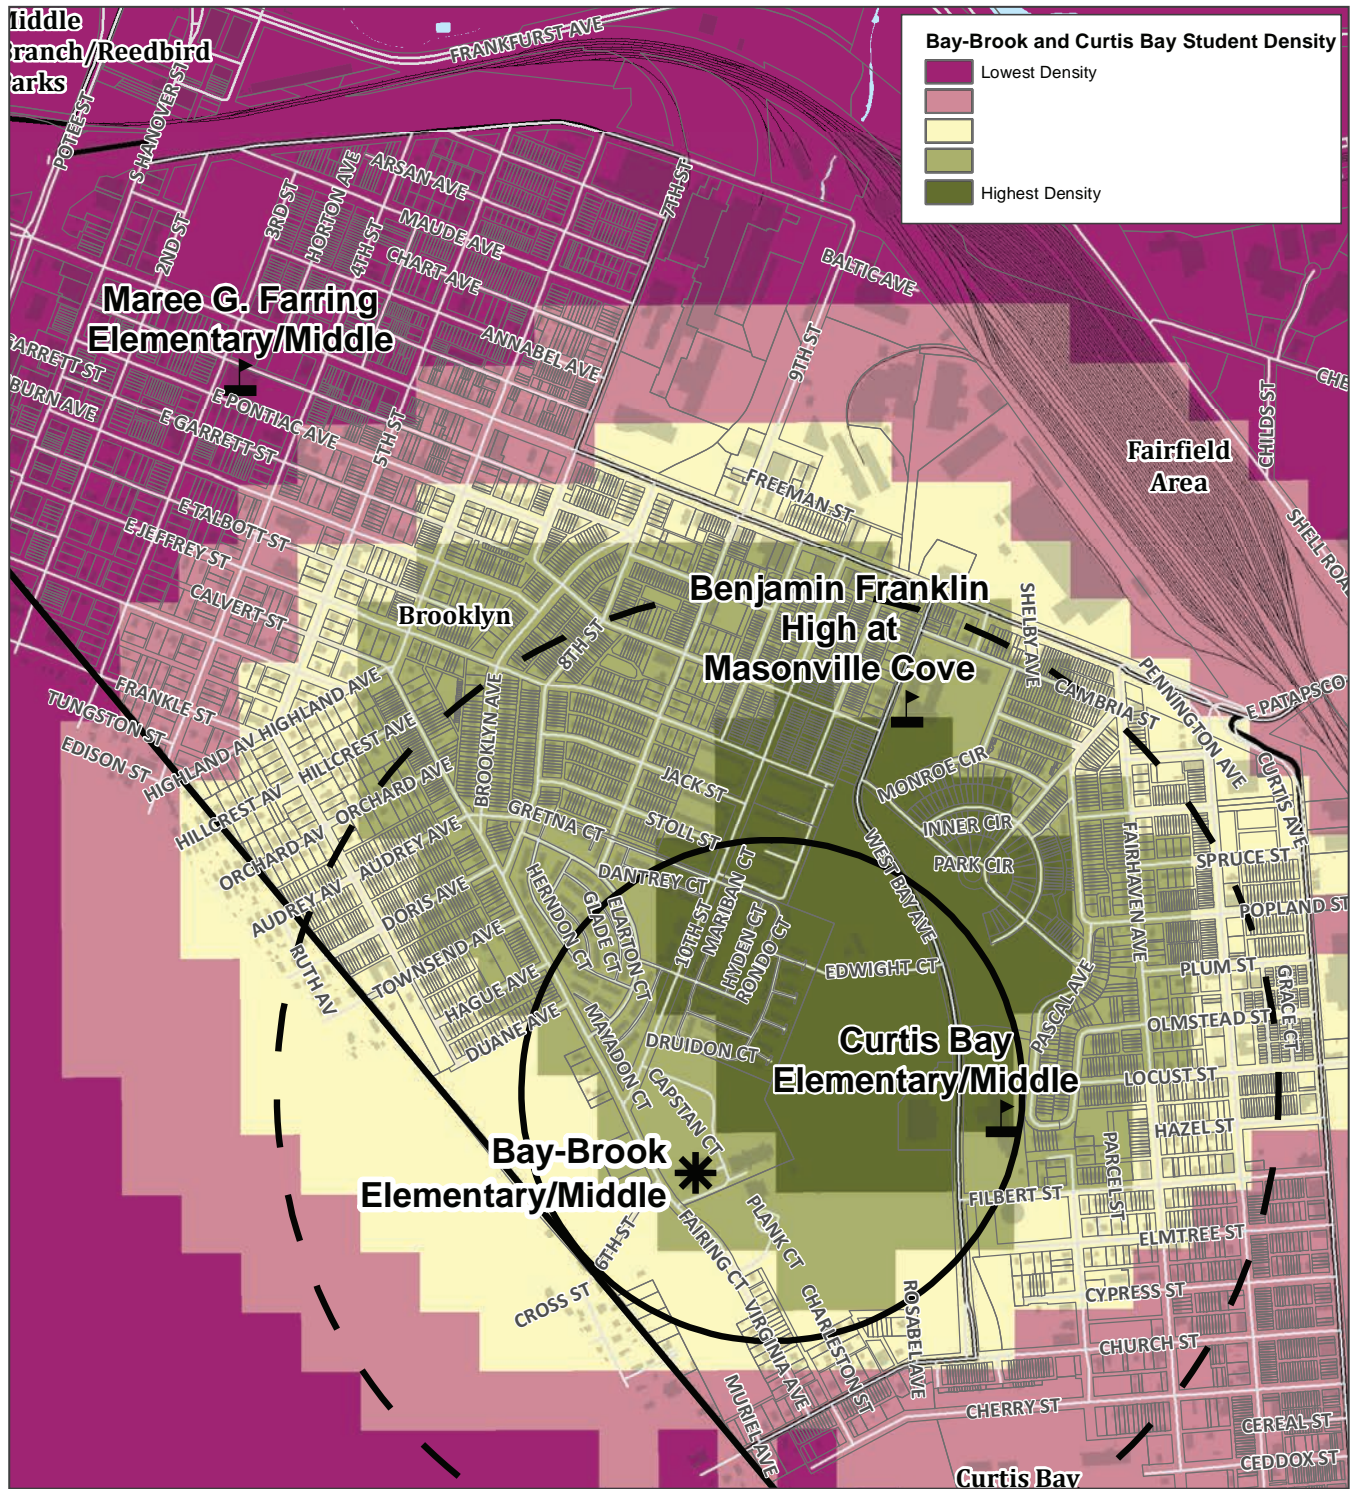 Middle
Branch/Reedbird
Parks
Bay-Brook and Curtis Bay Student Density
Lowest Density
Highest Density
FRANKFURST AVE
POTEE ST
S HANOVER ST
2ND ST
3RD ST
HORTON AVE
4TH ST
ARSAN AVE
MAUDE AVE
CHART AVE
7TH ST
BALTIC AVE
9TH ST
ANNABEL AVE
Maree G. Farring
Elementary/Middle
GARRETT ST
BURN AVE
E PONTIAC AVE
E GARRETT ST
5TH ST
E TALBOTT ST
E JEFFREY ST
CALVERT ST
FREEMAN ST
Fairfield
Area
CHILDS ST
CHE
SHELL ROA
Brooklyn
8TH ST
Benjamin Franklin
High at
Masonville Cove
SHELBY AVE
CAMBRIA ST
PENNINGTON AVE
E PATAPSCO
CURTIS AVE
FRANKLE ST
TUNGSTON ST
EDISON ST
HIGHLAND AV
HIGHLAND AVE
HILLCREST AVE
HILLCREST AV
ORCHARD AVE
ORCHARD AV
AUDREY AVE
AUDREY AV
DORIS AVE
TOWNSEND AVE
HAGUE AVE
DUANE AVE
RUTH AV
BROOKLYN AVE
GRETNA CT
JACK ST
STOLL ST
DANTREY CT
HERNDON CT
GLADE CT
ELARTON CT
10TH ST
MARIBAN CT
HYDEN CT
RONDO CT
MONROE CIR
INNER CIR
PARK CIR
WEST BAY AVE
EDWIGHT CT
FAIRHAVEN AVE
SPRUCE ST
POPLAND ST
PLUM ST
GRACE CT
OLMSTEAD ST
PASCAL AVE
LOCUST ST
HAZEL ST
MAYADON CT
DRUIDON CT
CAPSTAN CT
Curtis Bay
Elementary/Middle
Bay-Brook
Elementary/Middle
PARCEL ST
FILBERT ST
ELMTREE ST
CYPRESS ST
CHURCH ST
PLANK CT
FAIRING CT
6TH ST
CROSS ST
VIRGINIA AVE
CHARLESTON ST
ROSABEL AVE
MURIEL AVE
CHERRY ST
CEREAL ST
CEDDOX ST
Curtis Bay